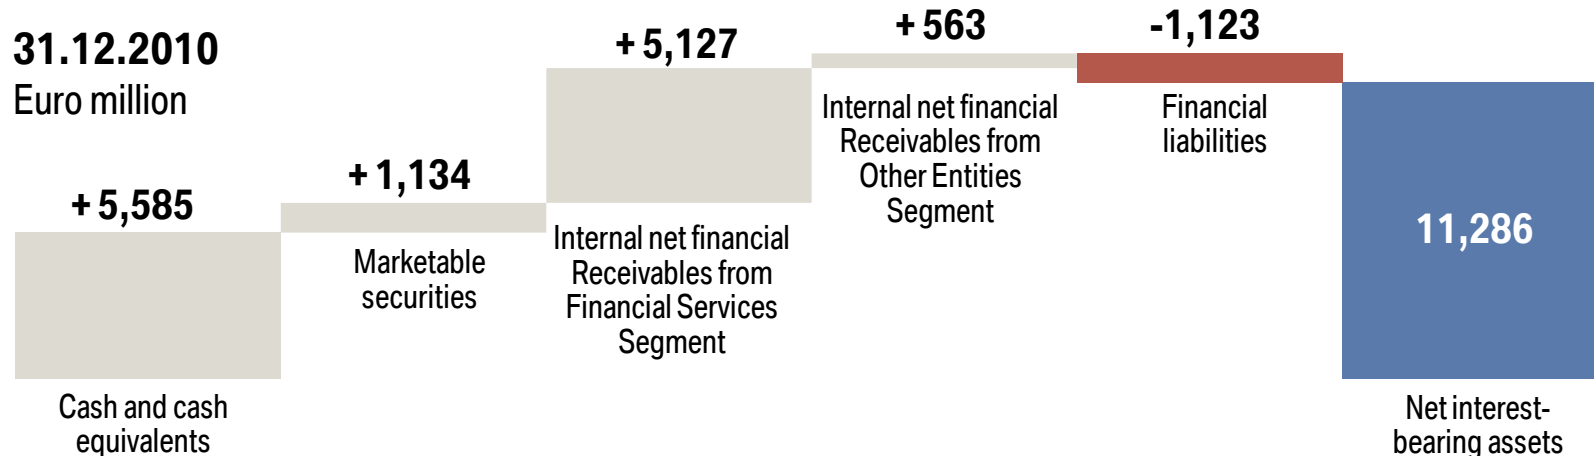 31.12.2010
Euro million
+ 5,585
Cash and cash
equivalents
+ 1,134
Marketable
securities
+ 5,127
Internal net financial
Receivables from
Financial Services
Segment
+ 563
Internal net financial
Receivables from
Other Entities
Segment
-1,123
Financial
liabilities
11,286
Net interest-
bearing assets